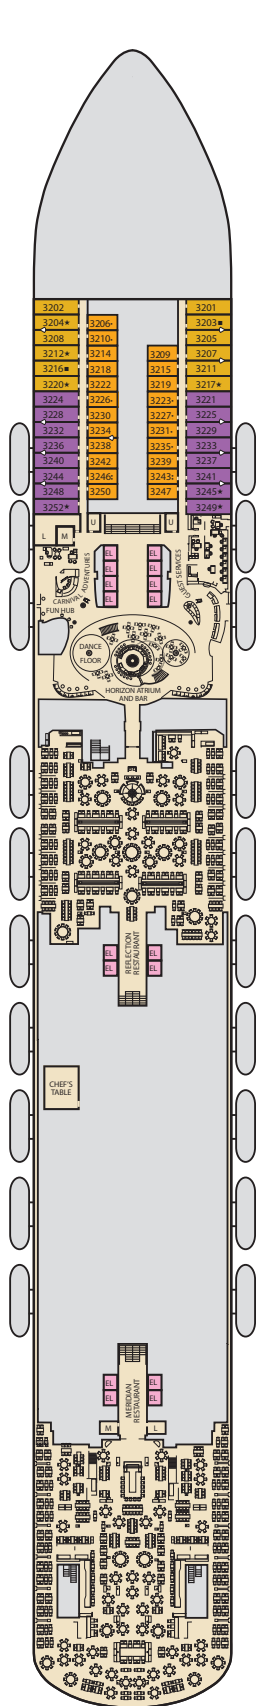 3202 3201
3204★ 3206• 3203■
3208 3210• 3205
3212★ 3214 3209 3207
3216■ 3218 3215 3211
3220★ 3222 3219 3217★
3224 3226• 3223• 3221
3228 3230 3227• 3225
3232 3234 3231• 3229
3236 3238 3235• 3233
3240 3242 3239 3237
3244 3246 3243 3241
3248 3250 3247 3245★
3252★ 3249★
U U
L M
EL EL
EL EL
EL EL
EL EL
CARNIVAL ADVENTURES
GUEST SERVICES
FUN HUB
DANCE
FLOOR
HORIZON ATRIUM
AND BAR
REFLECTION
RESTAURANT
EL EL
EL EL
CHEF'S
TABLE
MERIDIAN
RESTAURANT
EL EL
EL EL
M L